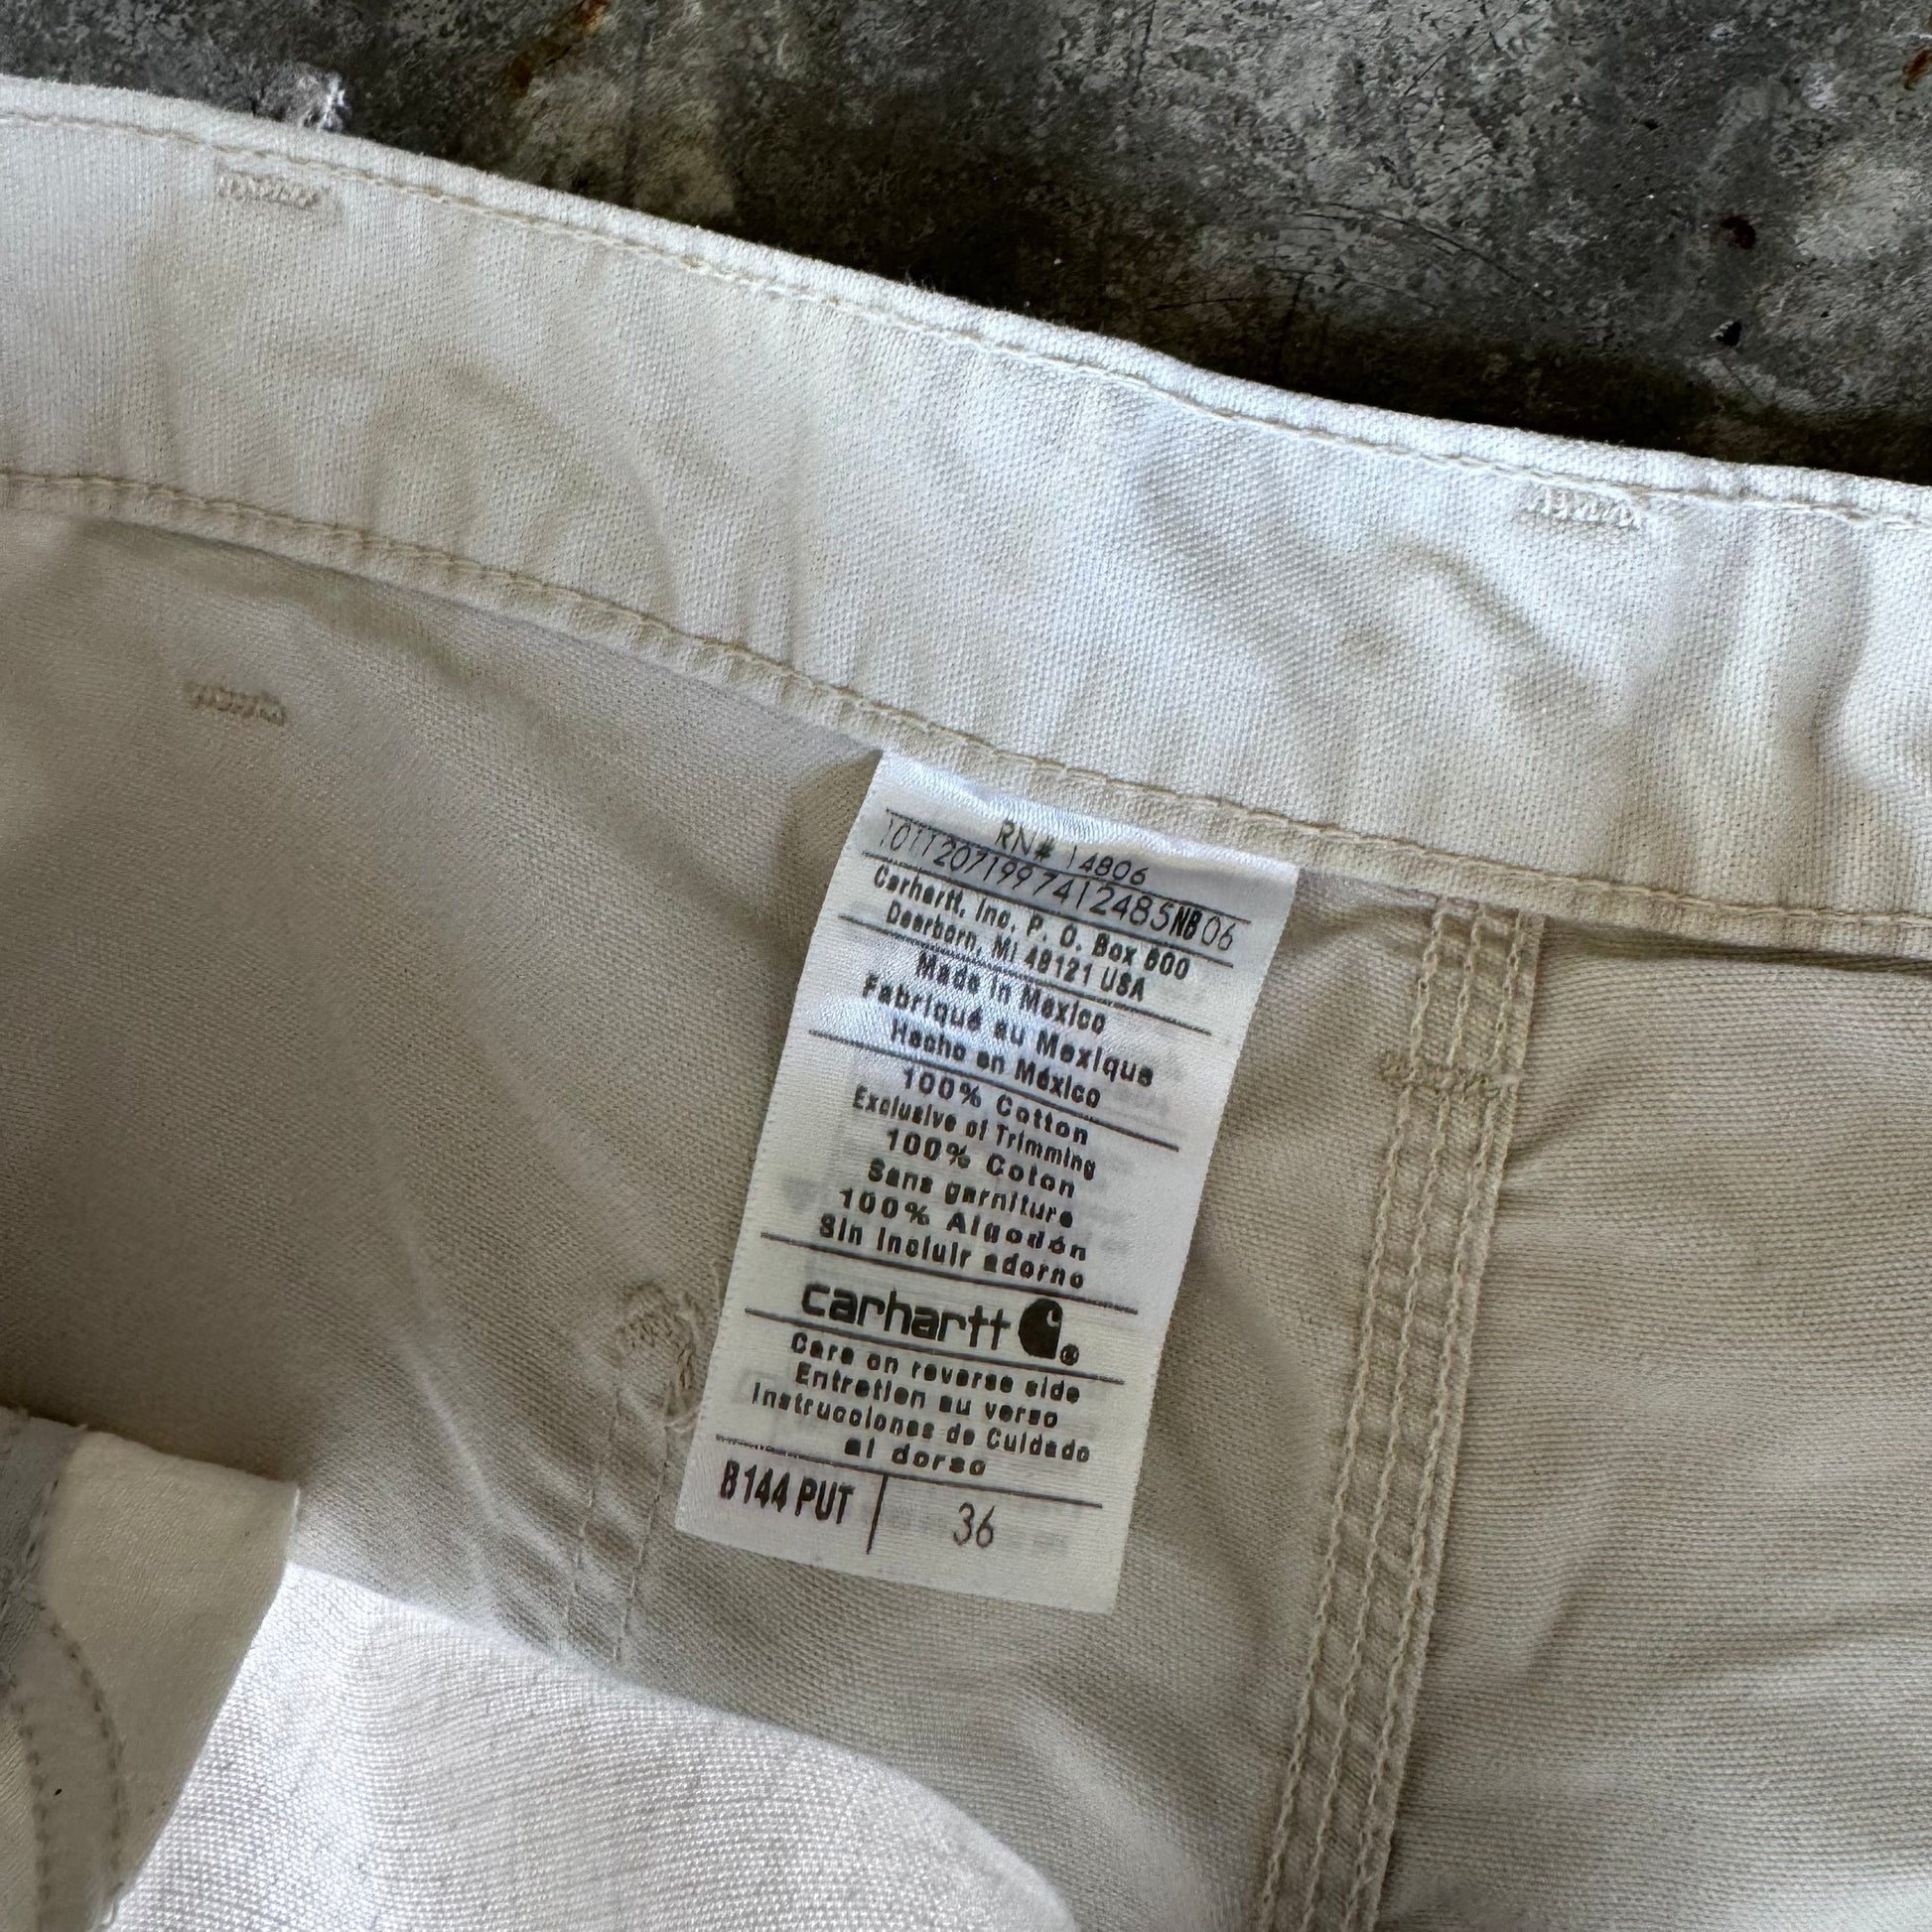 RN# 14806
10112071997412485NB06
Carhartt, Inc. P. O. Box 600
Dearborn, MI 48121 USA
Made in Mexico
Fabriqué au Mexique
Hecho en México
100% Cotton
Exclusive of Trimming
100% Coton
Sans garniture
100% Algodón
Sin incluir adorno
carhartt ®
Care on reverse side
Entretien au verso
Instrucciones de Cuidado
al dorso
B144 PUT | 36